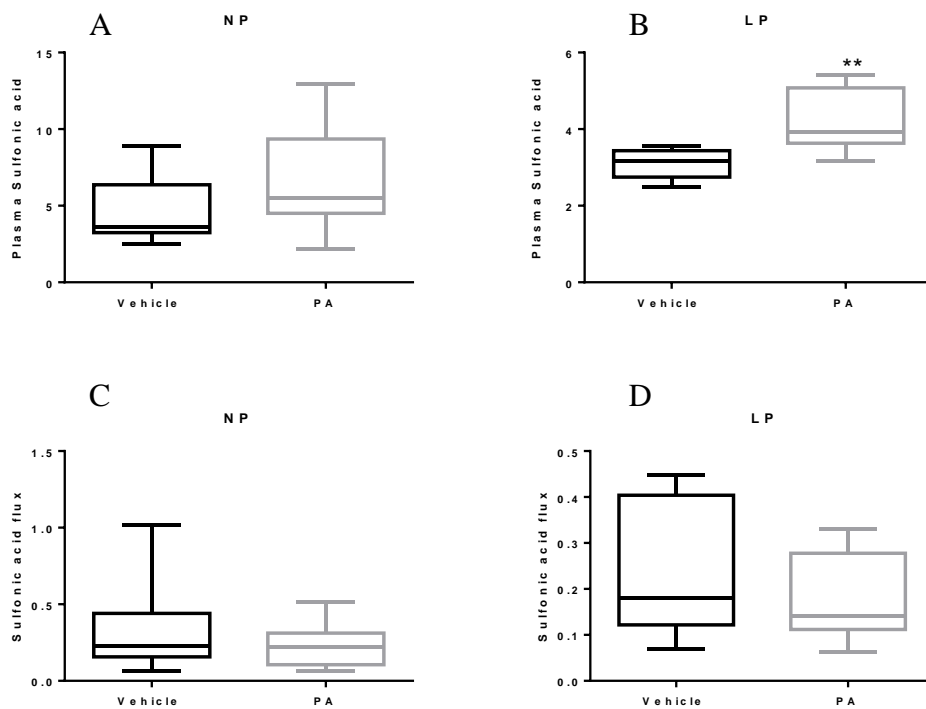 A
NP
Plasma Sulfonic acid
15
10
5
0
Vehicle
PA
B
LP
Plasma Sulfonic acid
6
4
2
0
**
Vehicle
PA
C
NP
Sulfonic acid flux
1.5
1.0
0.5
0.0
Vehicle
PA
D
LP
Sulfonic acid flux
0.5
0.4
0.3
0.2
0.1
0.0
Vehicle
PA